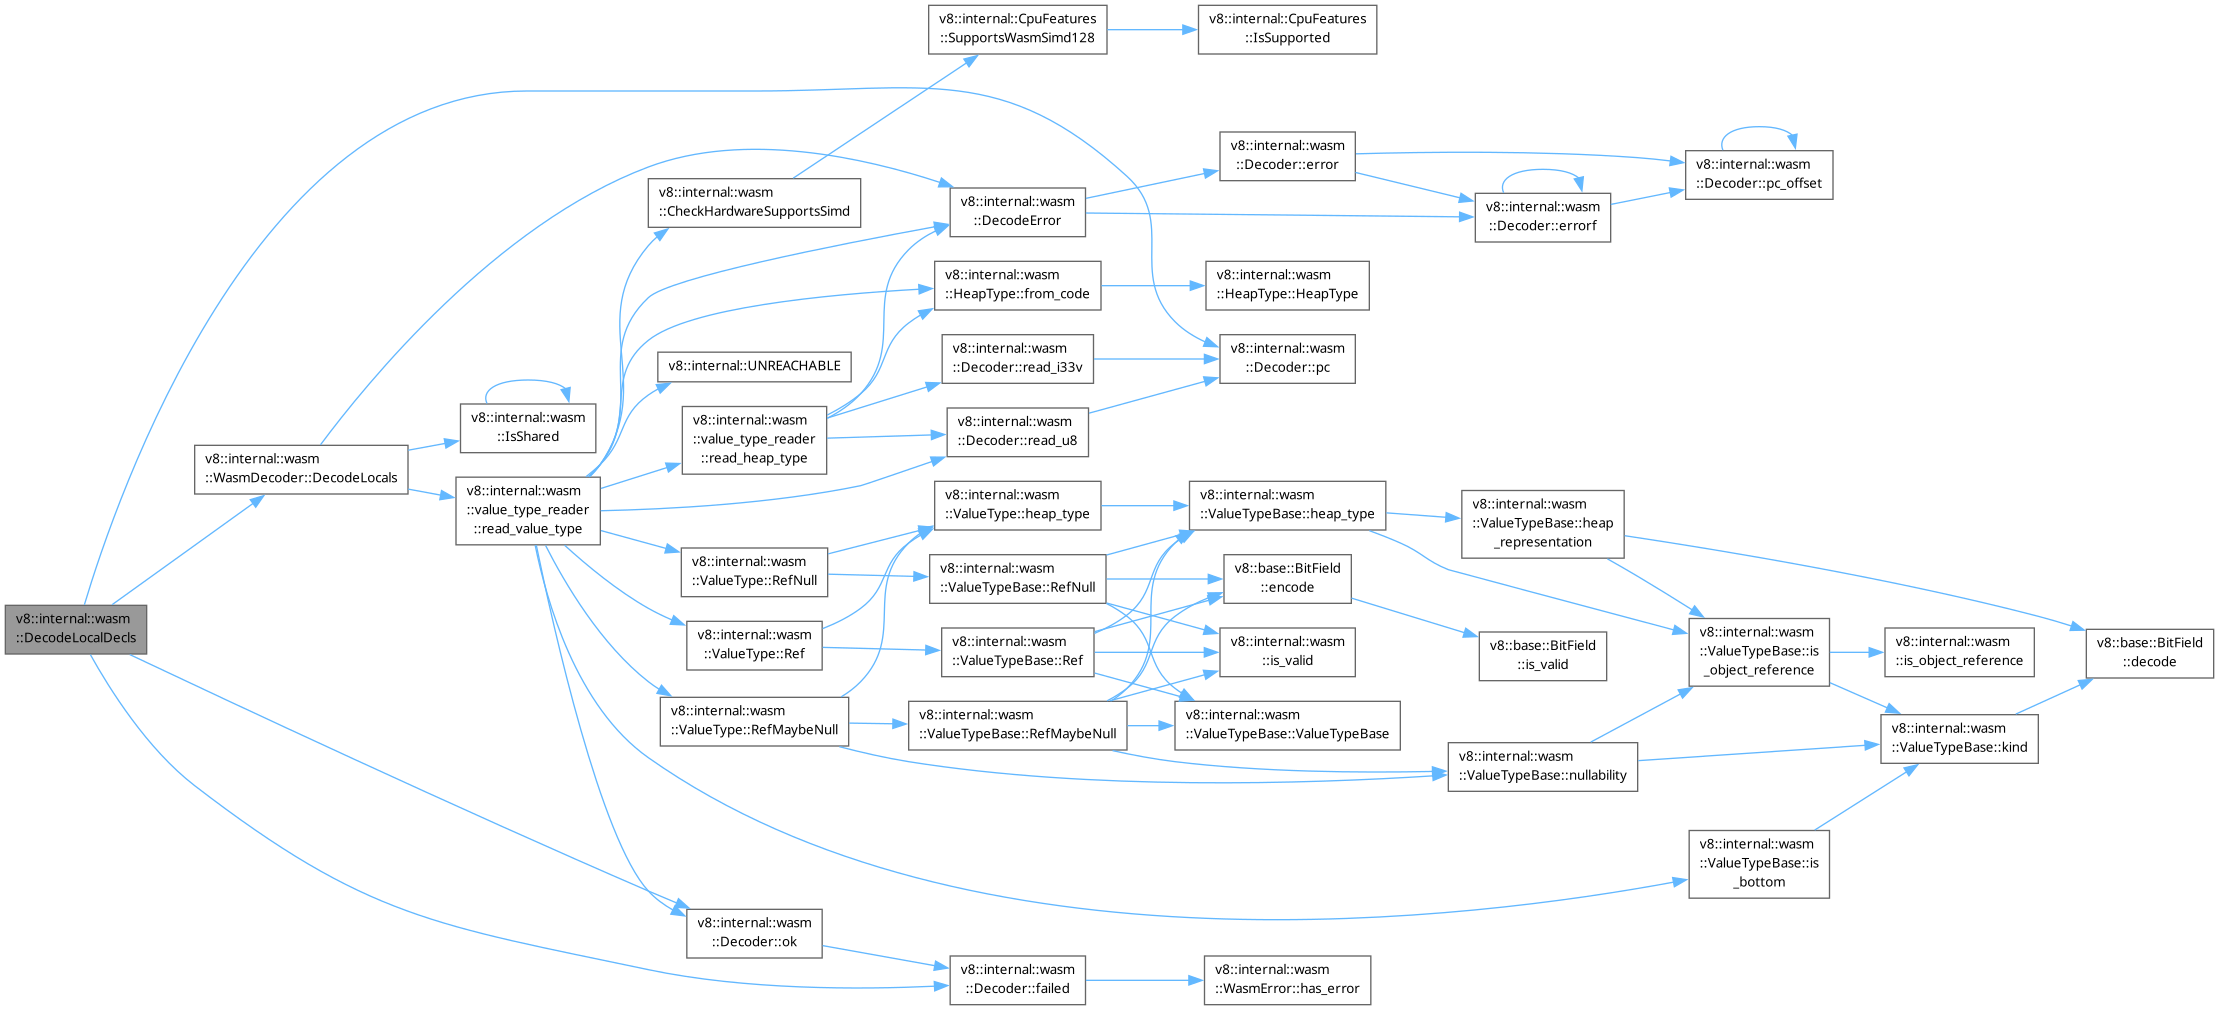 v8::internal::wasm
::DecodeLocalDecls
v8::internal::wasm
::WasmDecoder::DecodeLocals
v8::internal::wasm
::IsShared
v8::internal::wasm
::value_type_reader
::read_value_type
v8::internal::wasm
::CheckHardwareSupportsSimd
v8::internal::UNREACHABLE
v8::internal::wasm
::value_type_reader
::read_heap_type
v8::internal::wasm
::ValueType::RefNull
v8::internal::wasm
::ValueType::Ref
v8::internal::wasm
::ValueType::RefMaybeNull
v8::internal::wasm
::Decoder::ok
v8::internal::CpuFeatures
::SupportsWasmSimd128
v8::internal::wasm
::DecodeError
v8::internal::wasm
::HeapType::from_code
v8::internal::wasm
::Decoder::read_i33v
v8::internal::wasm
::Decoder::read_u8
v8::internal::wasm
::ValueType::heap_type
v8::internal::wasm
::ValueTypeBase::RefNull
v8::internal::wasm
::ValueTypeBase::Ref
v8::internal::wasm
::ValueTypeBase::RefMaybeNull
v8::internal::wasm
::Decoder::failed
v8::internal::CpuFeatures
::IsSupported
v8::internal::wasm
::Decoder::error
v8::internal::wasm
::HeapType::HeapType
v8::internal::wasm
::Decoder::pc
v8::internal::wasm
::ValueTypeBase::heap_type
v8::base::BitField
::encode
v8::internal::wasm
::is_valid
v8::internal::wasm
::ValueTypeBase::ValueTypeBase
v8::internal::wasm
::WasmError::has_error
v8::internal::wasm
::Decoder::errorf
v8::internal::wasm
::ValueTypeBase::heap
_representation
v8::base::BitField
::is_valid
v8::internal::wasm
::ValueTypeBase::nullability
v8::internal::wasm
::Decoder::pc_offset
v8::internal::wasm
::ValueTypeBase::is
_object_reference
v8::internal::wasm
::ValueTypeBase::is
_bottom
v8::internal::wasm
::is_object_reference
v8::internal::wasm
::ValueTypeBase::kind
v8::base::BitField
::decode